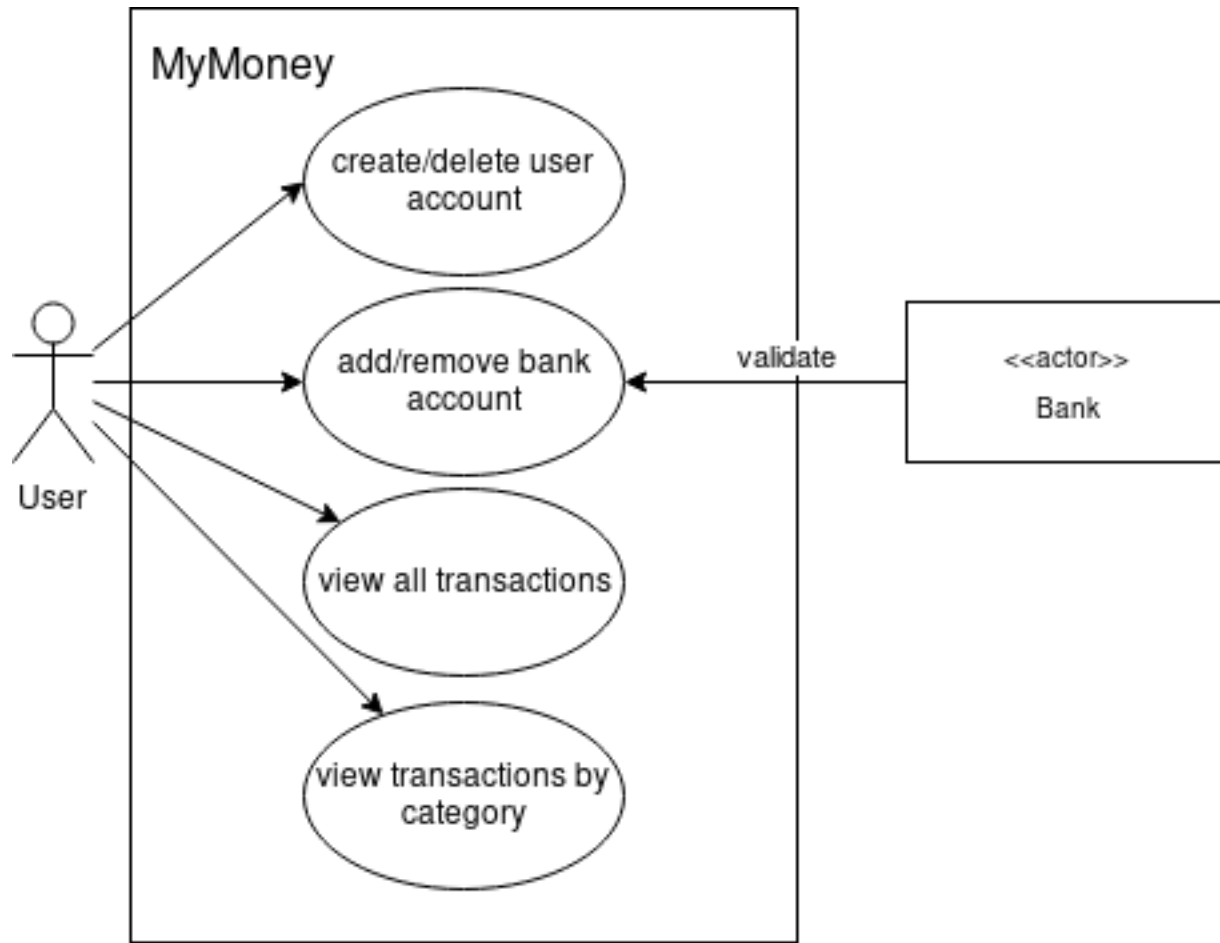 MyMoney
create/delete user
account
add/remove bank
account
validate
<<actor>>
Bank
User
view all transactions
view transactions by
category